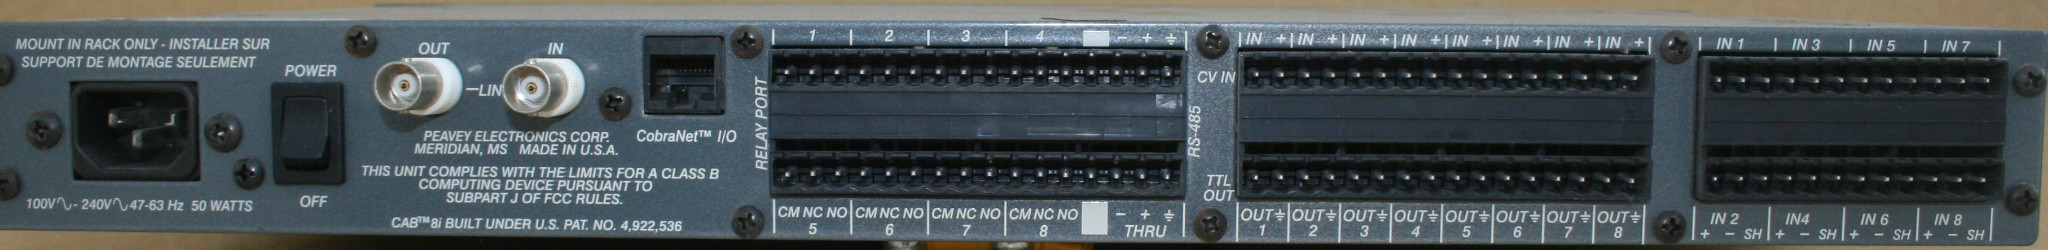 MOUNT IN RACK ONLY - INSTALLER SUR
SUPPORT DE MONTAGE SEULEMENT
POWER
OFF
100V∿ - 240V∿ 47-63 Hz 50 WATTS
OUT IN
PEAVEY ELECTRONICS CORP.
MERIDIAN, MS MADE IN U.S.A.
THIS UNIT COMPLIES WITH THE LIMITS FOR A CLASS B
COMPUTING DEVICE PURSUANT TO
SUBPART J OF FCC RULES.
CAB™8i BUILT UNDER U.S. PAT. NO. 4,922,536
CobraNet™ I/O
RELAY PORT
1 2 3 4 - + ⏚
CM NC NO CM NC NO CM NC NO CM NC NO - + ⏚
5 6 7 8 THRU
RS-485
IN + IN + IN + IN + IN + IN + IN + IN +
CV IN
TTL
OUT
OUT⏚ OUT⏚ OUT⏚ OUT⏚ OUT⏚ OUT⏚ OUT⏚ OUT⏚
1 2 3 4 5 6 7 8
IN 1 IN 3 IN 5 IN 7
IN 2 IN4 IN 6 IN 8
+ - SH + - SH + - SH + - SH